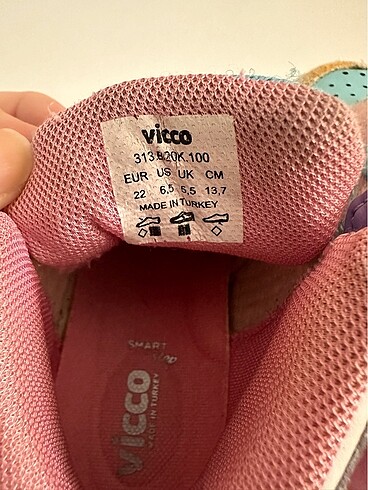 vicco
313.B20K.100
EUR US UK CM
22 6,5 5,5 13,7
MADE IN TURKEY
SMART
vicco
MADE IN TURKEY